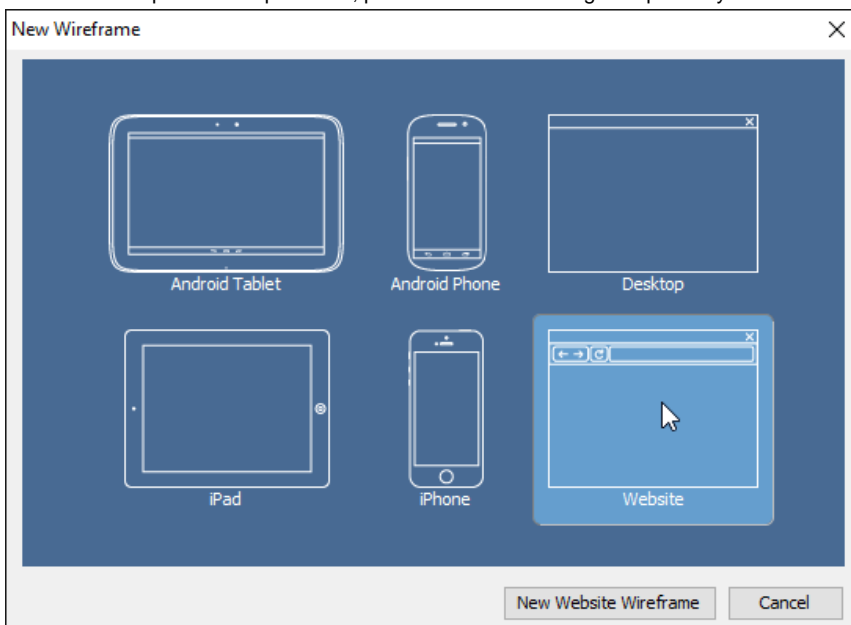 New Wireframe
Android Tablet
Android Phone
Desktop
iPad
iPhone
Website
New Website Wireframe
Cancel